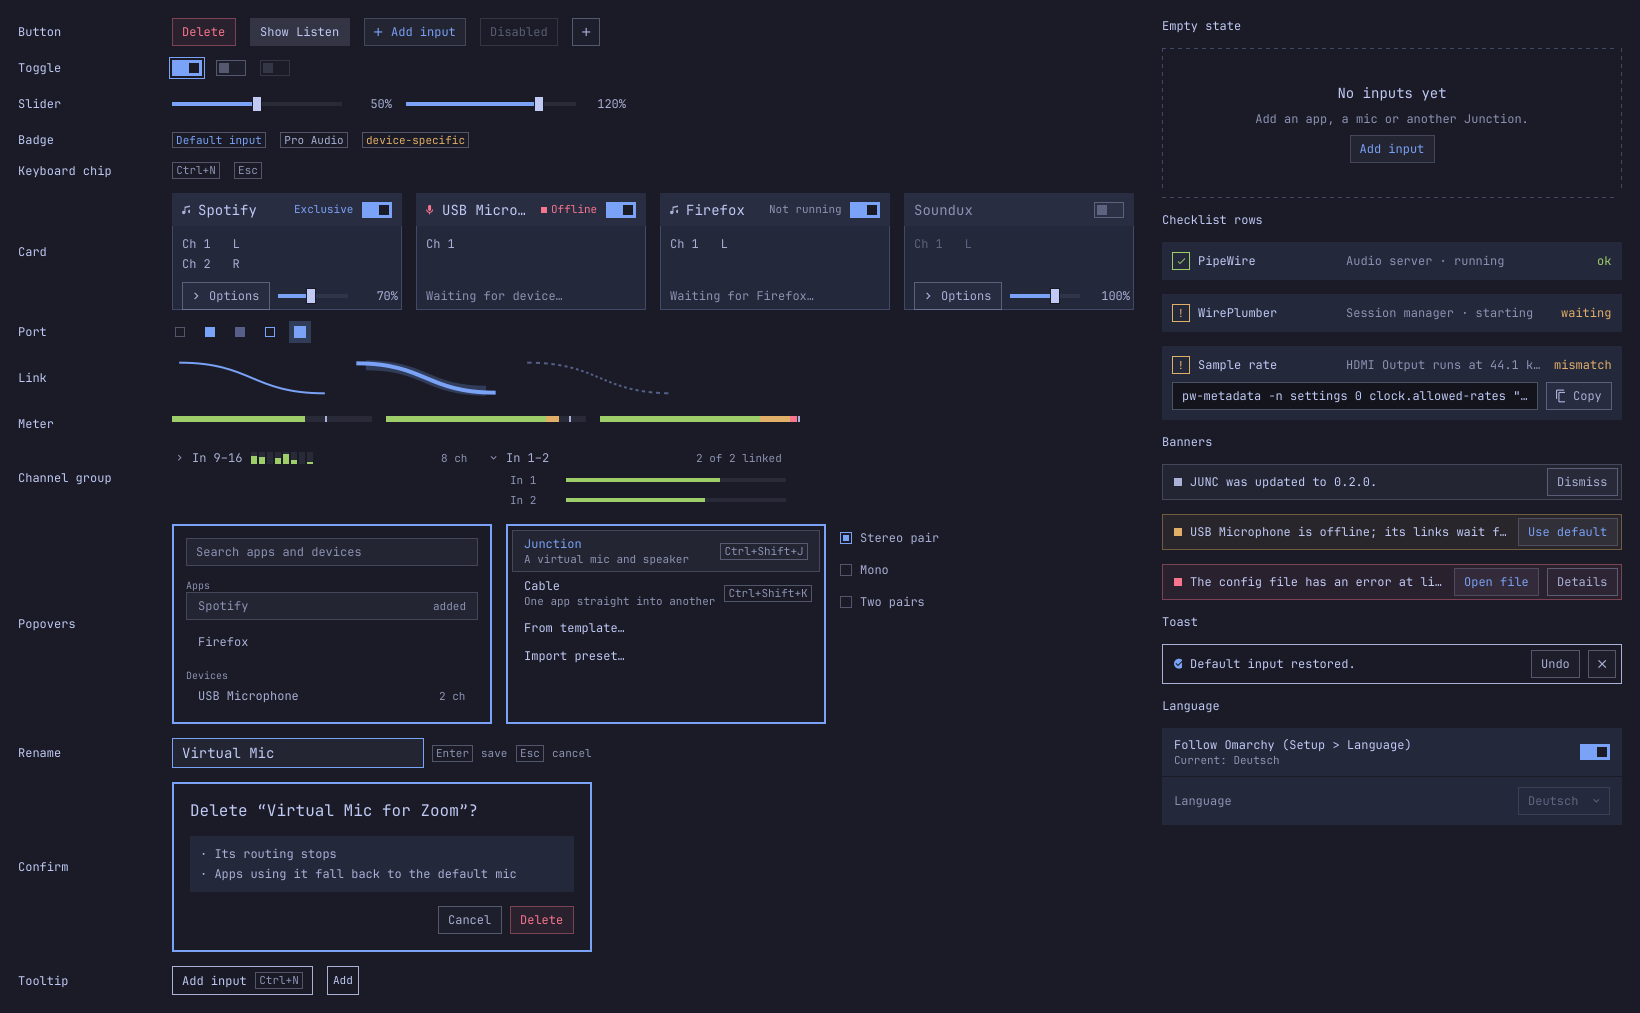 Button
Delete
Show Listen
+ Add input
Disabled
+
Toggle
Slider
50%
120%
Badge
Default input
Pro Audio
device-specific
Keyboard chip
Ctrl+N
Esc
Card
Spotify
Exclusive
Ch 1 L
Ch 2 R
Options
70%
USB Micro…
Offline
Ch 1
Waiting for device…
Firefox
Not running
Ch 1 L
Waiting for Firefox…
Soundux
Ch 1 L
Options
100%
Port
Link
Meter
Channel group
In 9–16
8 ch
In 1–2
2 of 2 linked
In 1
In 2
Popovers
Search apps and devices
Apps
Spotify
added
Firefox
Devices
USB Microphone
2 ch
Junction
A virtual mic and speaker
Ctrl+Shift+J
Cable
One app straight into another
Ctrl+Shift+K
From template…
Import preset…
Stereo pair
Mono
Two pairs
Rename
Virtual Mic
Enter save Esc cancel
Confirm
Delete “Virtual Mic for Zoom”?
· Its routing stops
· Apps using it fall back to the default mic
Cancel
Delete
Tooltip
Add input Ctrl+N
Add
Empty state
No inputs yet
Add an app, a mic or another Junction.
Add input
Checklist rows
PipeWire
Audio server · running
ok
! WirePlumber
Session manager · starting
waiting
! Sample rate
HDMI Output runs at 44.1 k…
mismatch
pw-metadata -n settings 0 clock.allowed-rates "…
Copy
Banners
JUNC was updated to 0.2.0.
Dismiss
USB Microphone is offline; its links wait f…
Use default
The config file has an error at li…
Open file
Details
Toast
Default input restored.
Undo
Language
Follow Omarchy (Setup > Language)
Current: Deutsch
Language
Deutsch